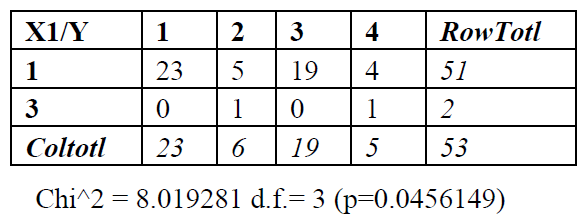 X1/Y 1 2 3 4 RowTotl
1 23 5 19 4 51
3 0 1 0 1 2
Coltotl 23 6 19 5 53
Chi^2 = 8.019281 d.f.= 3 (p=0.0456149)